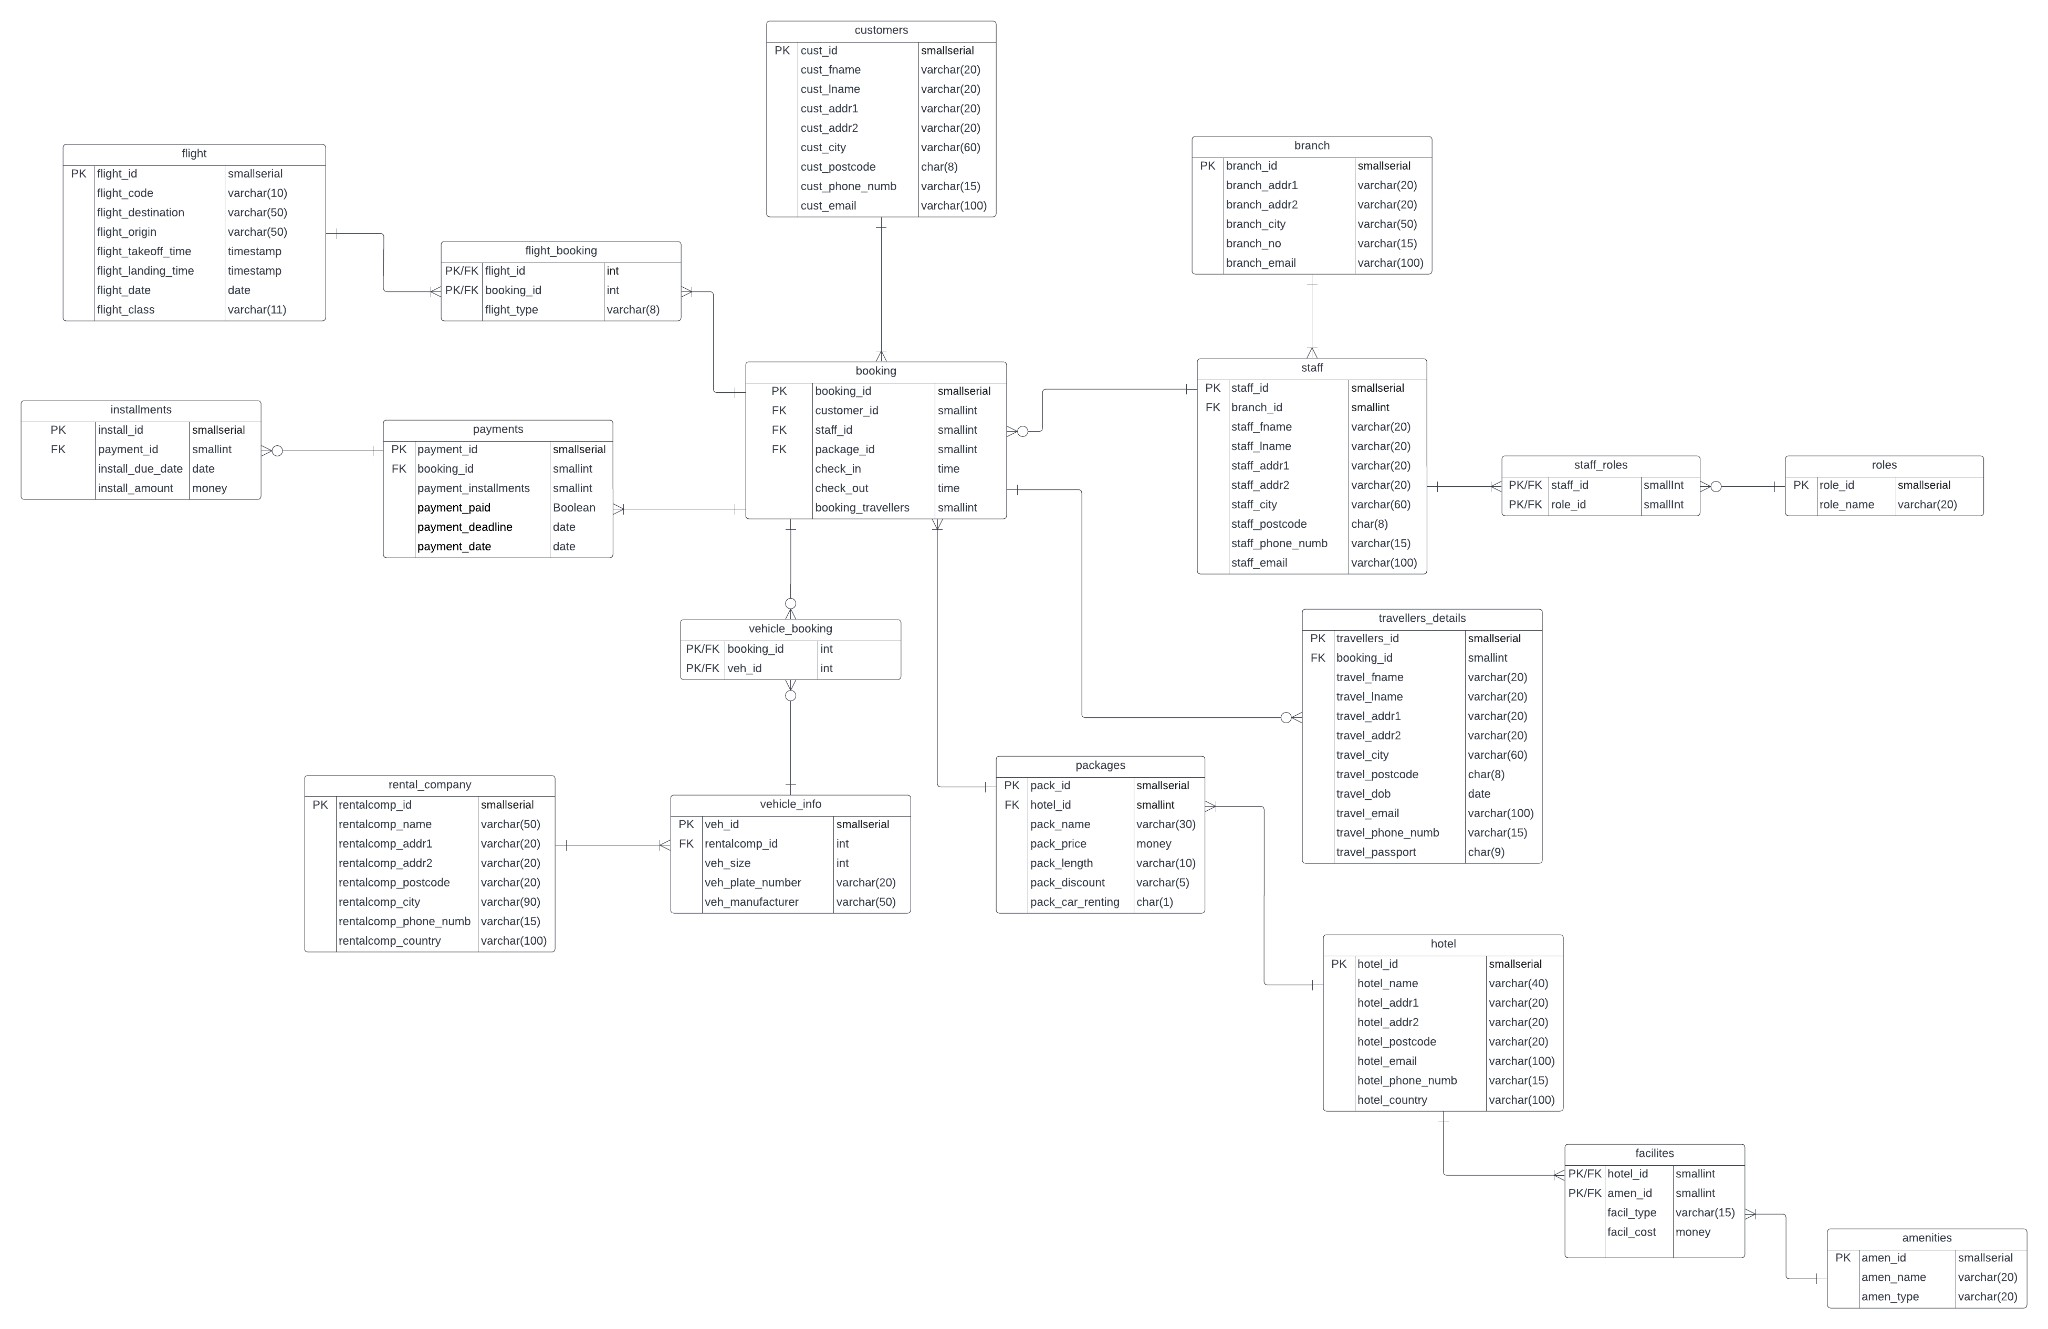 customers
PK cust_id smallserial
cust_fname varchar(20)
cust_lname varchar(20)
cust_addr1 varchar(20)
cust_addr2 varchar(20)
cust_city varchar(60)
cust_postcode char(8)
cust_phone_numb varchar(15)
cust_email varchar(100)
branch
PK branch_id smallserial
branch_addr1 varchar(20)
branch_addr2 varchar(20)
branch_city varchar(50)
branch_no varchar(15)
branch_email varchar(100)
flight
PK flight_id smallserial
flight_code varchar(10)
flight_destination varchar(50)
flight_origin varchar(50)
flight_takeoff_time timestamp
flight_landing_time timestamp
flight_date date
flight_class varchar(11)
flight_booking
PK/FK flight_id int
PK/FK booking_id int
flight_type varchar(8)
booking
PK booking_id smallserial
FK customer_id smallint
FK staff_id smallint
FK package_id smallint
check_in time
check_out time
booking_travellers smallint
staff
PK staff_id smallserial
FK branch_id smallint
staff_fname varchar(20)
staff_lname varchar(20)
staff_addr1 varchar(20)
staff_addr2 varchar(20)
staff_city varchar(60)
staff_postcode char(8)
staff_phone_numb varchar(15)
staff_email varchar(100)
installments
PK install_id smallserial
FK payment_id smallint
install_due_date date
install_amount money
payments
PK payment_id smallserial
FK booking_id smallint
payment_installments smallint
payment_paid Boolean
payment_deadline date
payment_date date
staff_roles
PK/FK staff_id smallInt
PK/FK role_id smallInt
roles
PK role_id smallserial
role_name varchar(20)
vehicle_booking
PK/FK booking_id int
PK/FK veh_id int
travellers_details
PK travellers_id smallserial
FK booking_id smallint
travel_fname varchar(20)
travel_lname varchar(20)
travel_addr1 varchar(20)
travel_addr2 varchar(20)
travel_city varchar(60)
travel_postcode char(8)
travel_dob date
travel_email varchar(100)
travel_phone_numb varchar(15)
travel_passport char(9)
rental_company
PK rentalcomp_id smallserial
rentalcomp_name varchar(50)
rentalcomp_addr1 varchar(20)
rentalcomp_addr2 varchar(20)
rentalcomp_postcode varchar(20)
rentalcomp_city varchar(90)
rentalcomp_phone_numb varchar(15)
rentalcomp_country varchar(100)
vehicle_info
PK veh_id smallserial
FK rentalcomp_id int
veh_size int
veh_plate_number varchar(20)
veh_manufacturer varchar(50)
packages
PK pack_id smallserial
FK hotel_id smallint
pack_name varchar(30)
pack_price money
pack_length varchar(10)
pack_discount varchar(5)
pack_car_renting char(1)
hotel
PK hotel_id smallserial
hotel_name varchar(40)
hotel_addr1 varchar(20)
hotel_addr2 varchar(20)
hotel_postcode varchar(20)
hotel_email varchar(100)
hotel_phone_numb varchar(15)
hotel_country varchar(100)
facilites
PK/FK hotel_id smallint
PK/FK amen_id smallint
facil_type varchar(15)
facil_cost money
amenities
PK amen_id smallserial
amen_name varchar(20)
amen_type varchar(20)